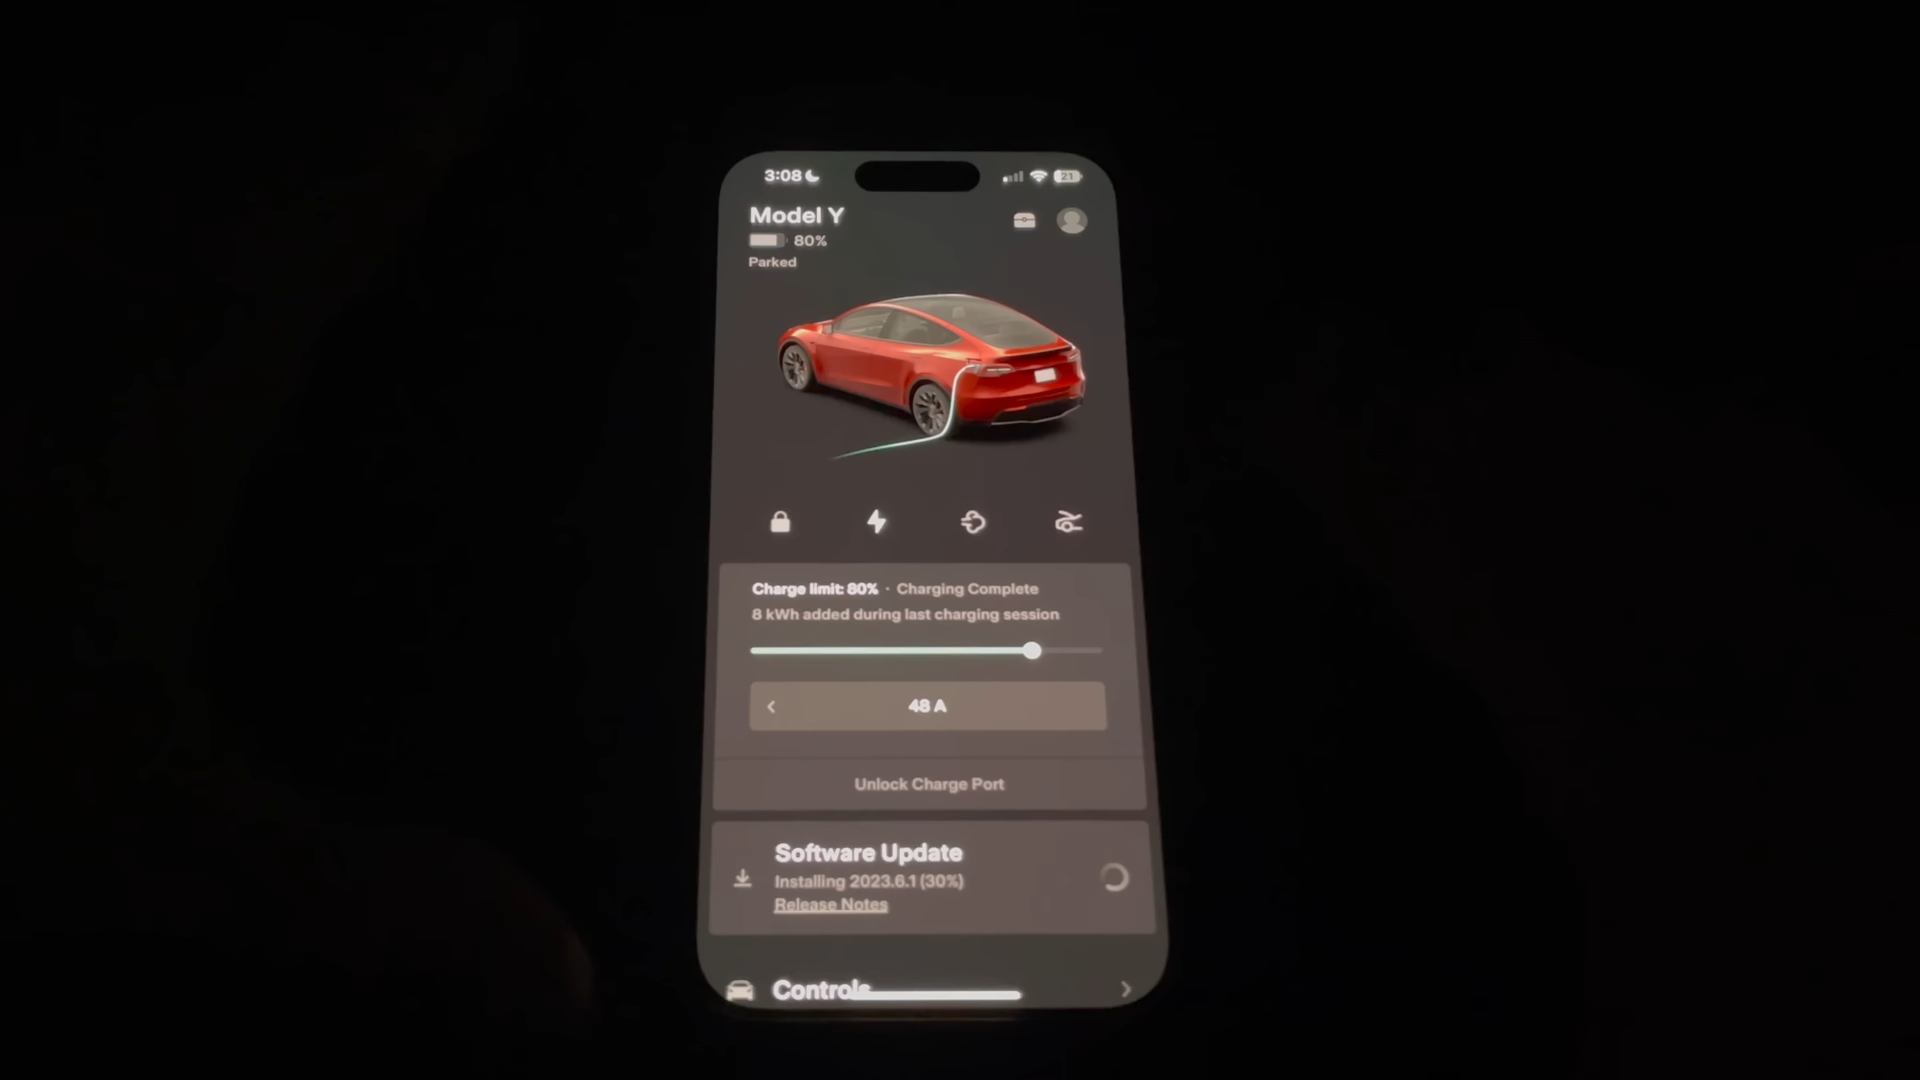 3:08
21
Model Y
80%
Parked
Charge limit: 80% · Charging Complete
8 kWh added during last charging session
48 A
Unlock Charge Port
Software Update
Installing 2023.6.1 (30%)
Release Notes
Controls